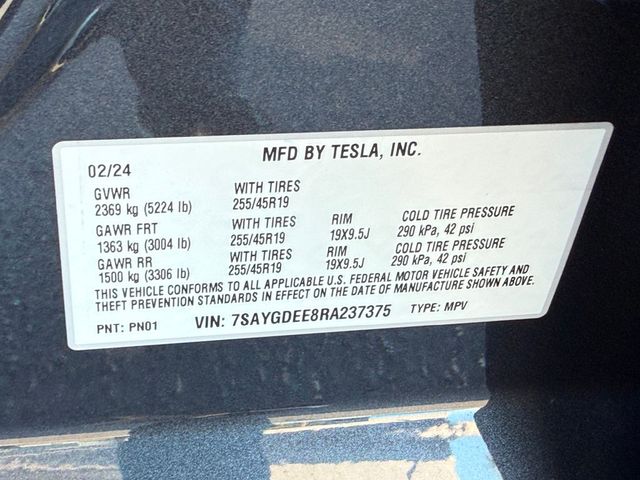 MFD BY TESLA, INC.
02/24
GVWR WITH TIRES
2369 kg (5224 lb) 255/45R19
GAWR FRT WITH TIRES RIM COLD TIRE PRESSURE
1363 kg (3004 lb) 255/45R19 19X9.5J 290 kPa, 42 psi
GAWR RR WITH TIRES RIM COLD TIRE PRESSURE
1500 kg (3306 lb) 255/45R19 19X9.5J 290 kPa, 42 psi
THIS VEHICLE CONFORMS TO ALL APPLICABLE U.S. FEDERAL MOTOR VEHICLE SAFETY AND
THEFT PREVENTION STANDARDS IN EFFECT ON THE DATE OF MANUFACTURE SHOWN ABOVE.
PNT: PN01 VIN: 7SAYGDEE8RA237375 TYPE: MPV